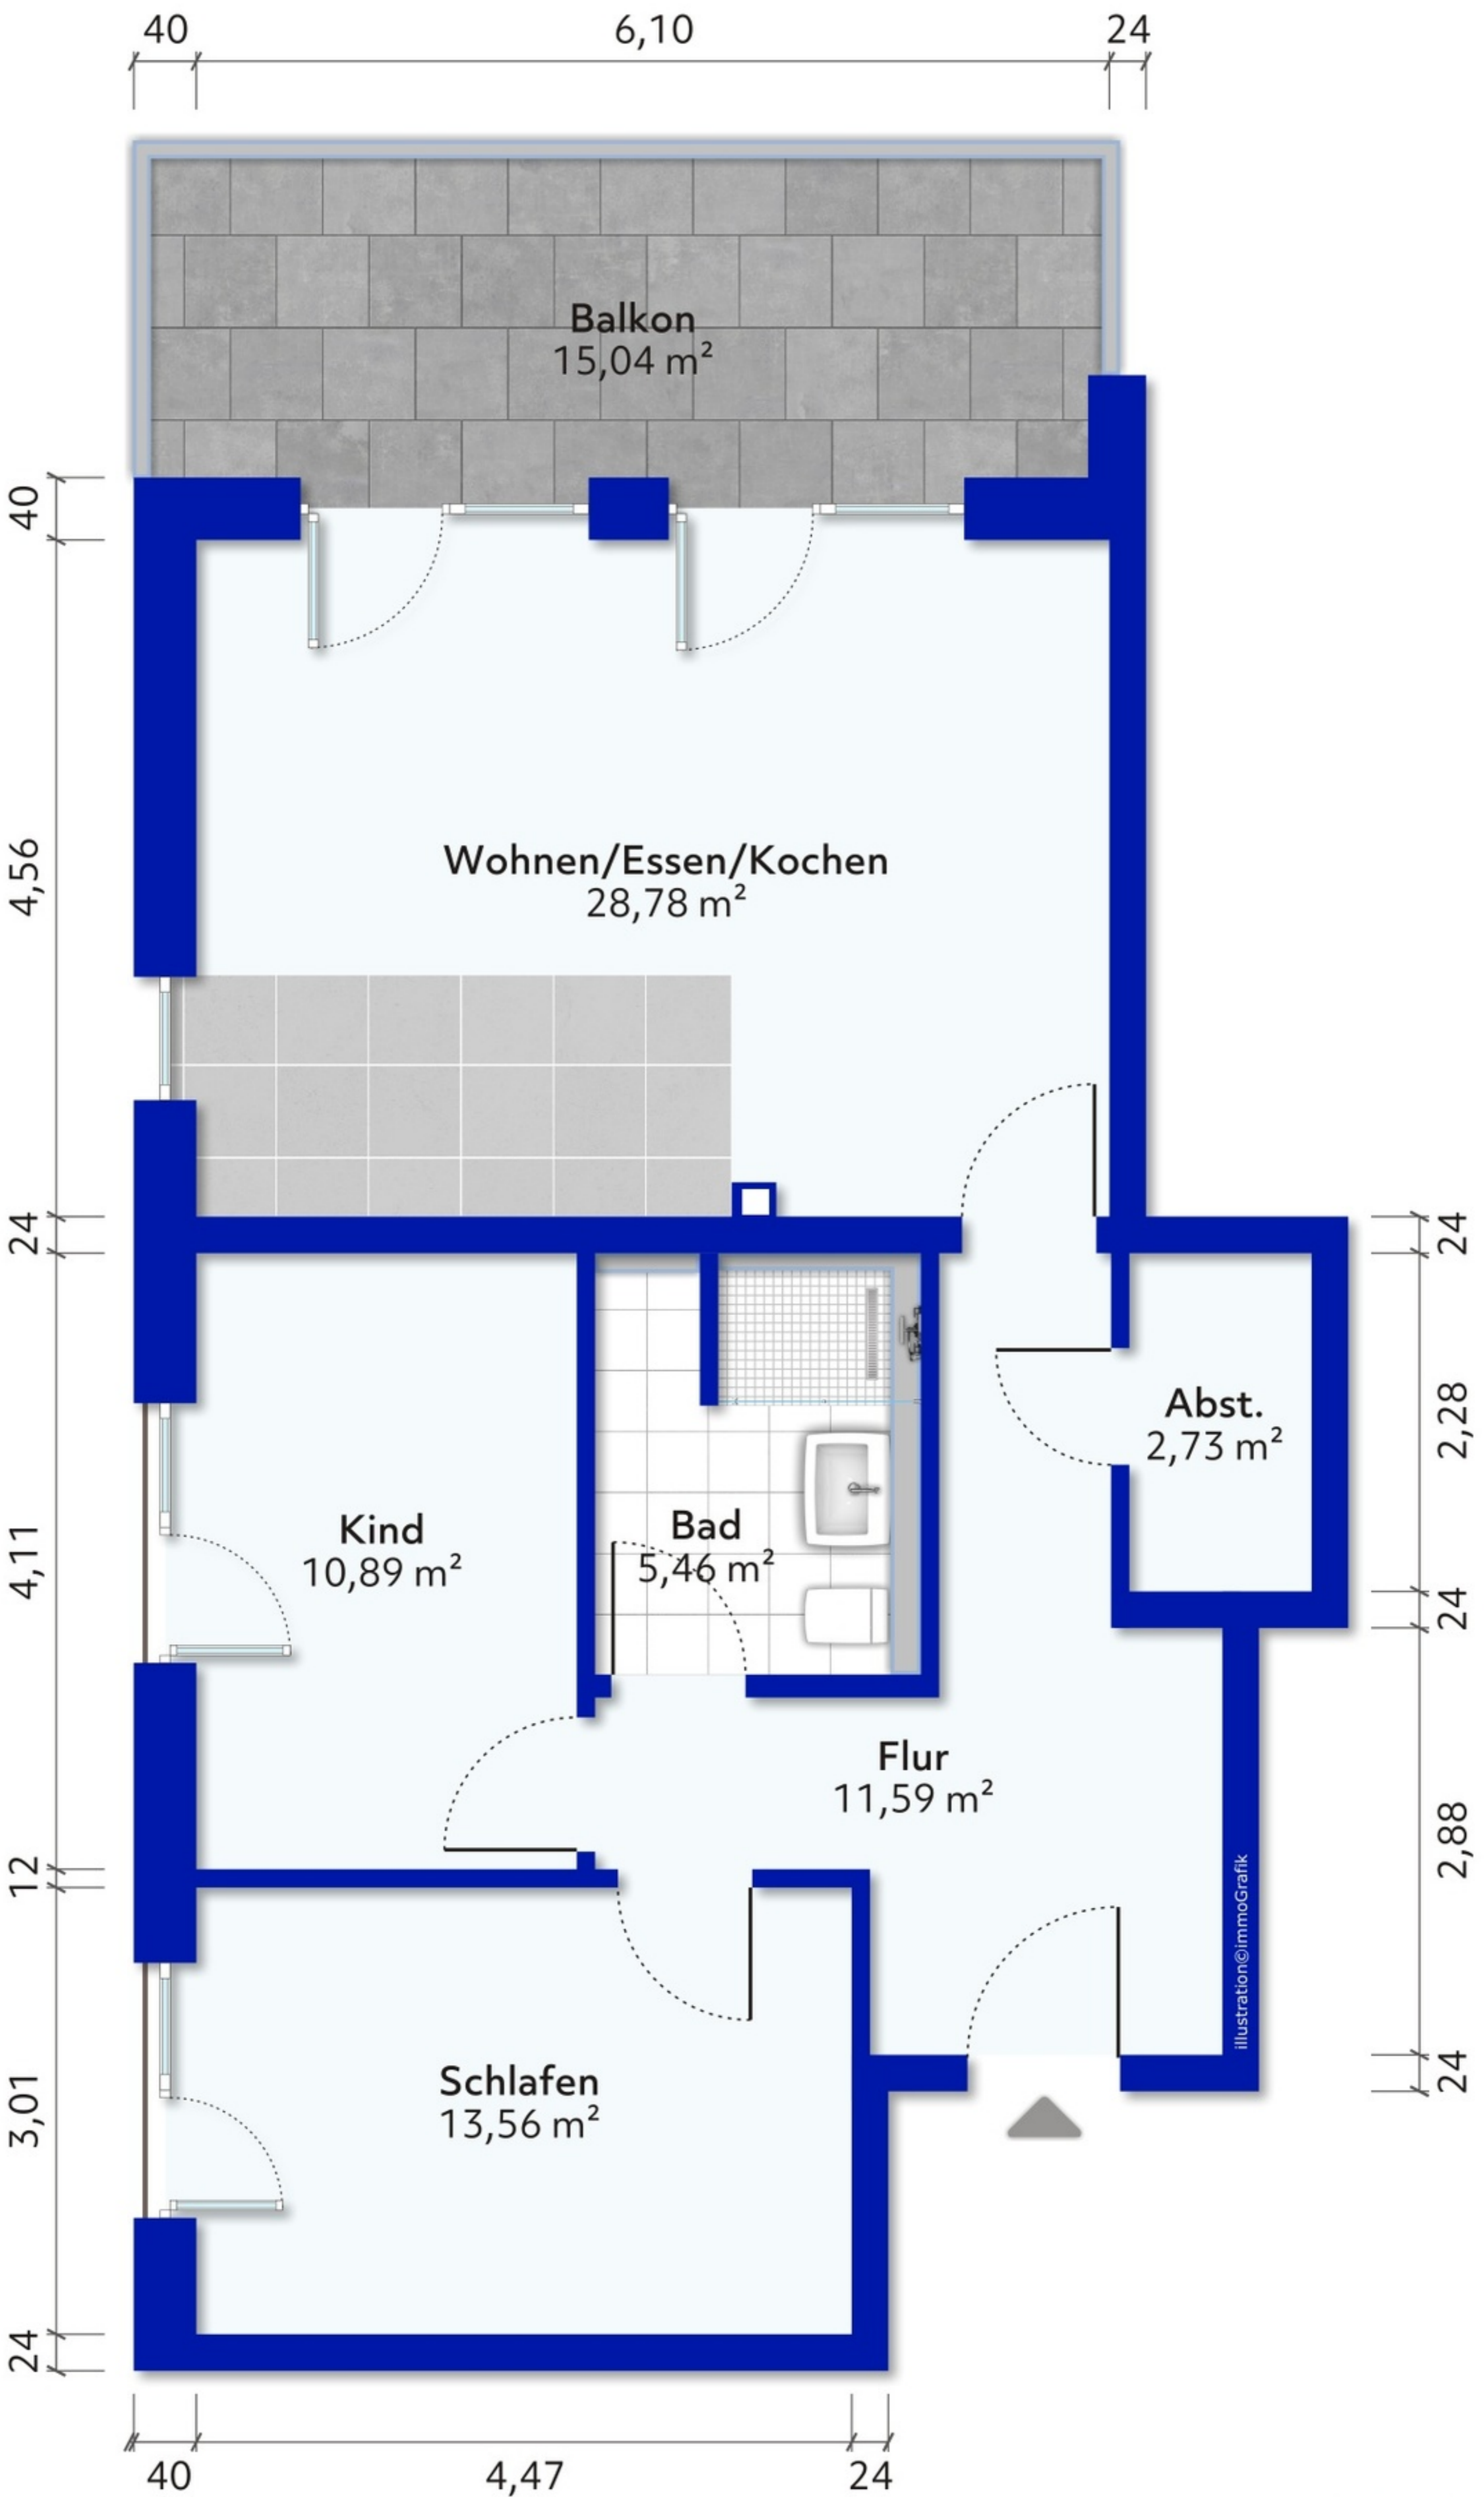 40
6,10
24
Balkon
15,04 m²
40
4,56
24
4,11
12
3,01
24
Wohnen/Essen/Kochen
28,78 m²
24
2,28
24
2,88
24
Abst.
2,73 m²
Kind
10,89 m²
Bad
5,46 m²
Flur
11,59 m²
illustration©immoGrafik
Schlafen
13,56 m²
40
4,47
24